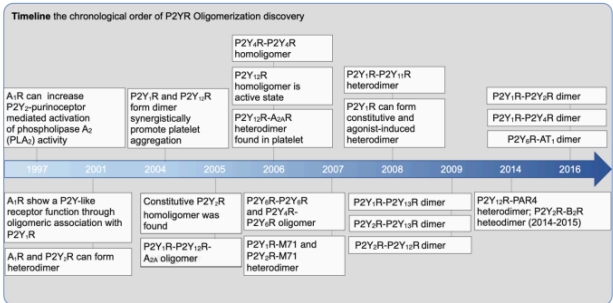 Timeline the chronological order of P2YR Oligomerization discovery
A₁R can increase
P2Y₂-purinoceptor
mediated activation
of phospholipase A₂
(PLA₂) activity
P2Y₁R and P2Y₁₂R
form dimer
synergistically
promote platelet
aggregation
P2Y₄R-P2Y₄R
homoligomer
P2Y₁₂R
homoligomer is
active state
P2Y₁₂R-A₂ₐR
heterodimer
found in platelet
P2Y₁R-P2Y₁₁R
heterodimer
P2Y₁R can form
constitutive and
agonist-induced
heterodimer
P2Y₁R-P2Y₂R dimer
P2Y₁R-P2Y₄R dimer
P2Y₆R-AT₁ dimer
1997 2001 2004 2005 2006 2007 2008 2009 2014 2016
A₁R show a P2Y-like
receptor function through
oligomeric association with
P2Y₁R
A₁R and P2Y₂R can form
heterodimer
Constitutive P2Y₂R
homoligomer was
found
P2Y₁R-P2Y₁₂R-
A₂ₐ oligomer
P2Y₆R-P2Y₆R
and P2Y₄R-
P2Y₆R oligomer
P2Y₁R-M71 and
P2Y₂R-M71
heterodimer
P2Y₁R-P2Y₁₃R dimer
P2Y₂R-P2Y₁₃R dimer
P2Y₂R-P2Y₁₂R dimer
P2Y₁₂R-PAR4
heterodimer; P2Y₂R-B₂R
heteodimer (2014-2015)